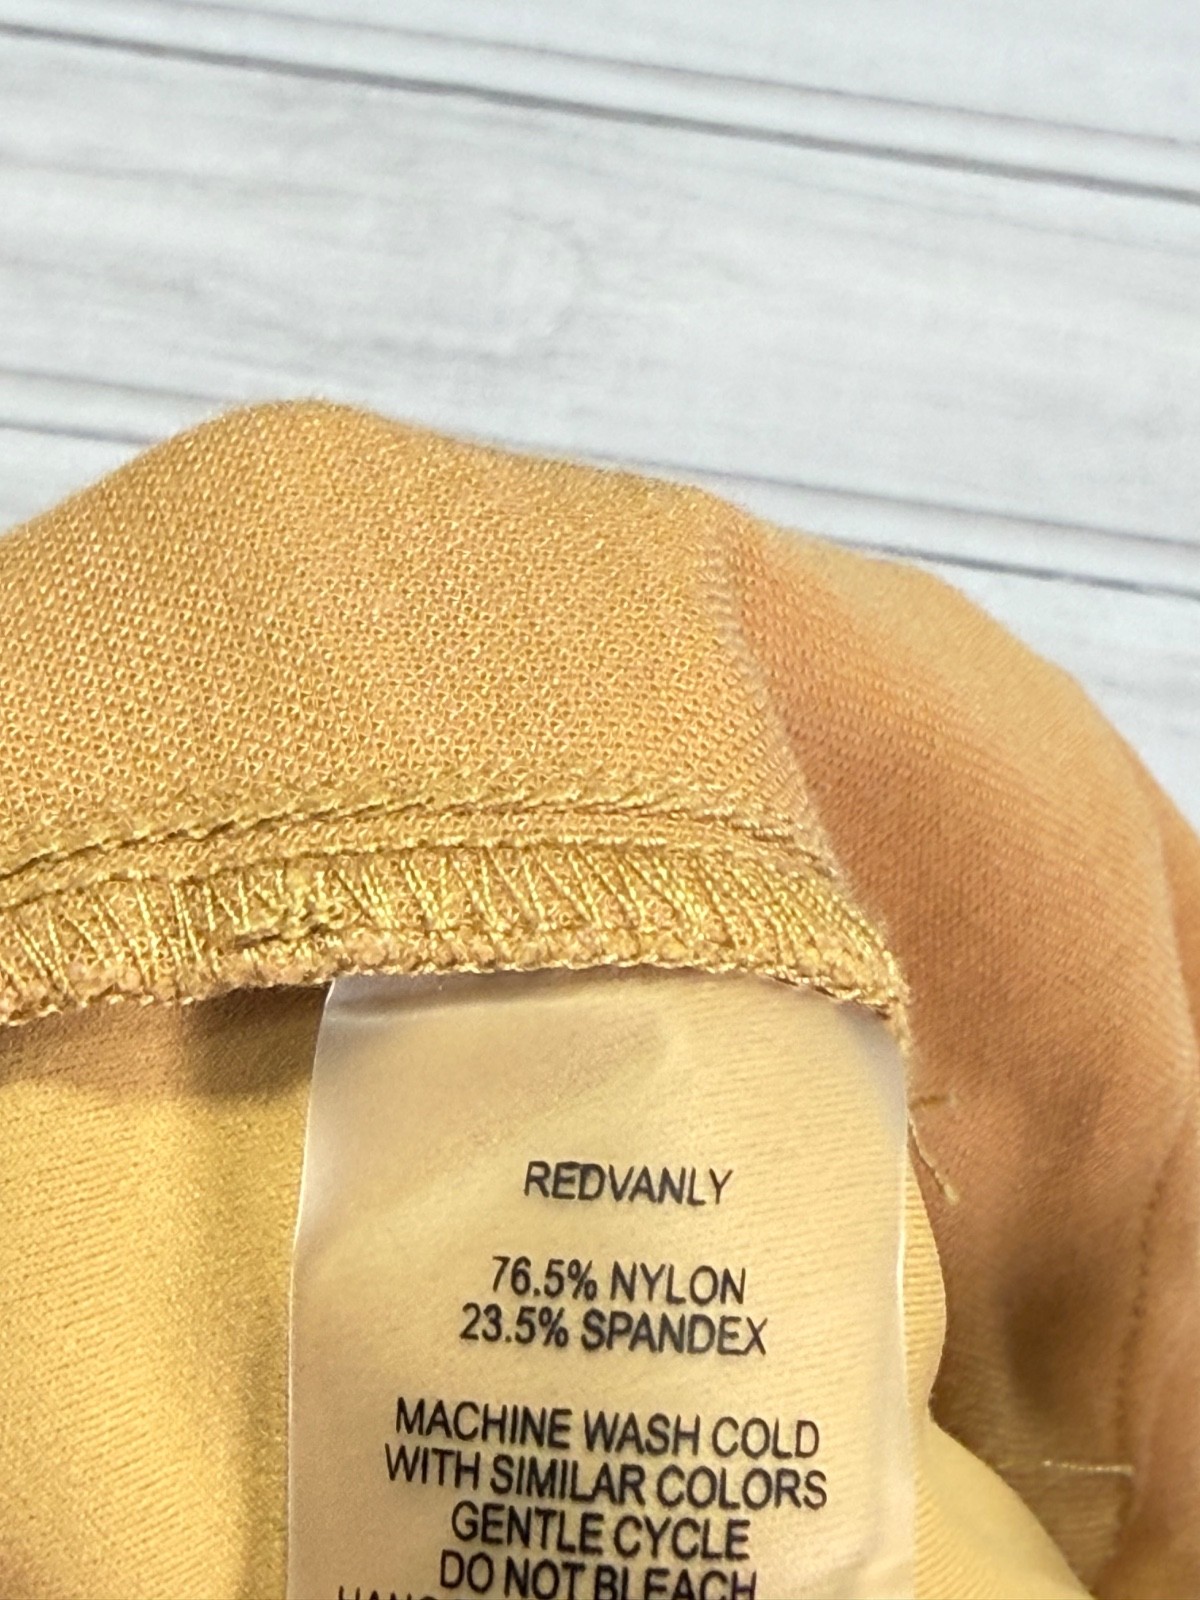 REDVANLY
76.5% NYLON
23.5% SPANDEX
MACHINE WASH COLD
WITH SIMILAR COLORS
GENTLE CYCLE
DO NOT BLEACH